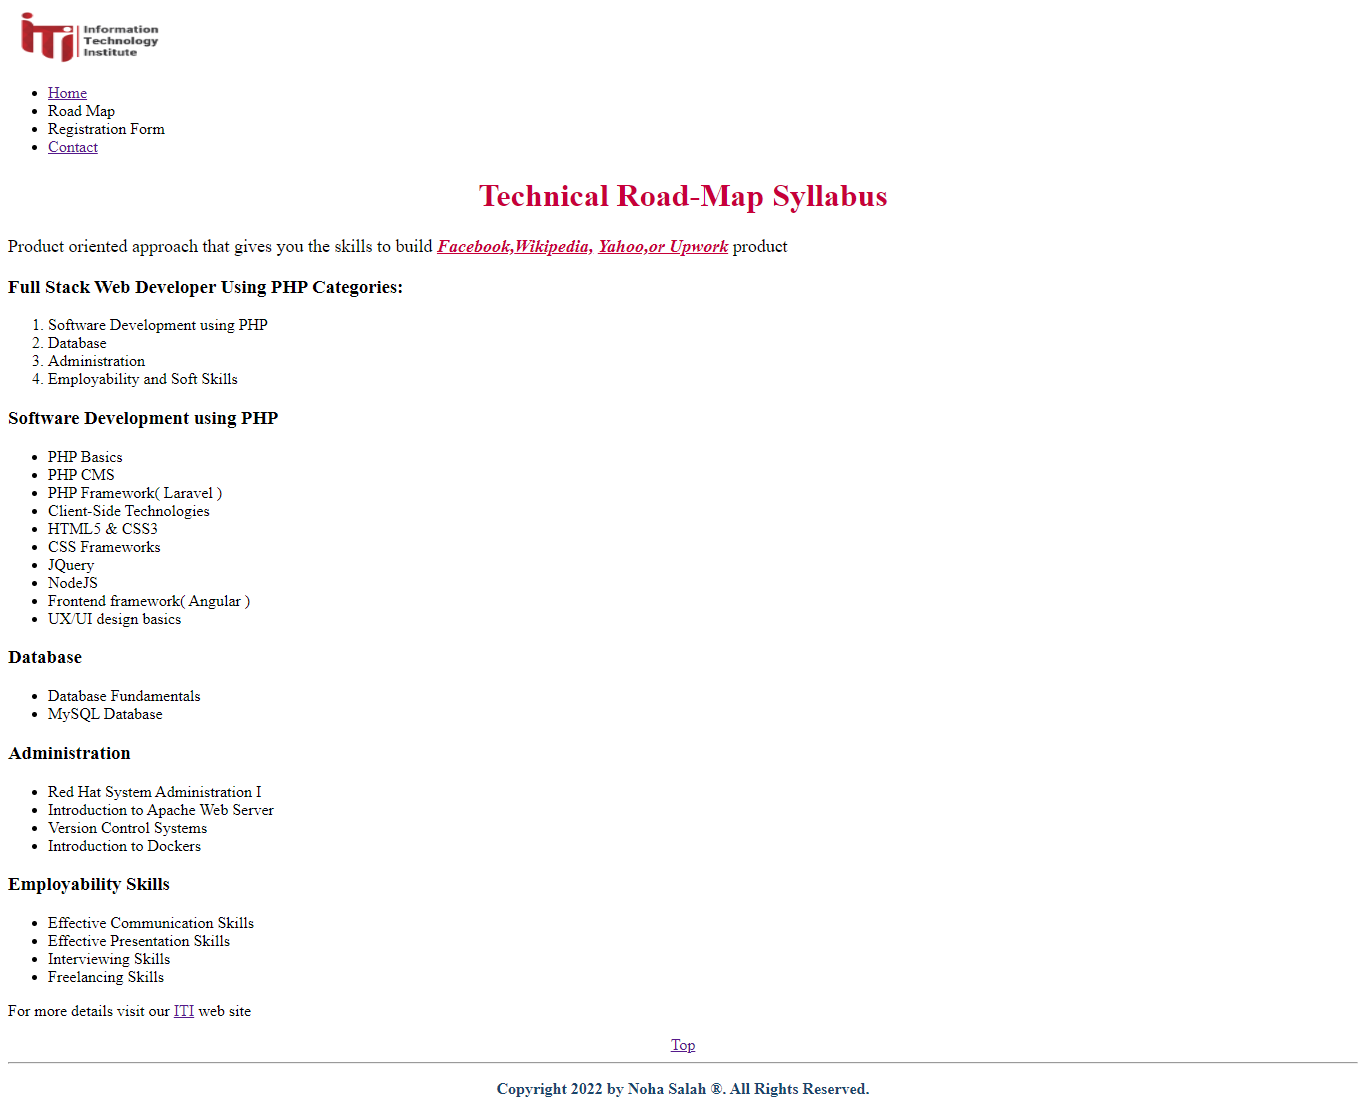 iTi Information
Technology
Institute
Home
Road Map
Registration Form
Contact
Technical Road-Map Syllabus
Product oriented approach that gives you the skills to build Facebook,Wikipedia, Yahoo,or Upwork product
Full Stack Web Developer Using PHP Categories:
1. Software Development using PHP
2. Database
3. Administration
4. Employability and Soft Skills
Software Development using PHP
PHP Basics
PHP CMS
PHP Framework( Laravel )
Client-Side Technologies
HTML5 & CSS3
CSS Frameworks
JQuery
NodeJS
Frontend framework( Angular )
UX/UI design basics
Database
Database Fundamentals
MySQL Database
Administration
Red Hat System Administration I
Introduction to Apache Web Server
Version Control Systems
Introduction to Dockers
Employability Skills
Effective Communication Skills
Effective Presentation Skills
Interviewing Skills
Freelancing Skills
For more details visit our ITI web site
Top
Copyright 2022 by Noha Salah ®. All Rights Reserved.